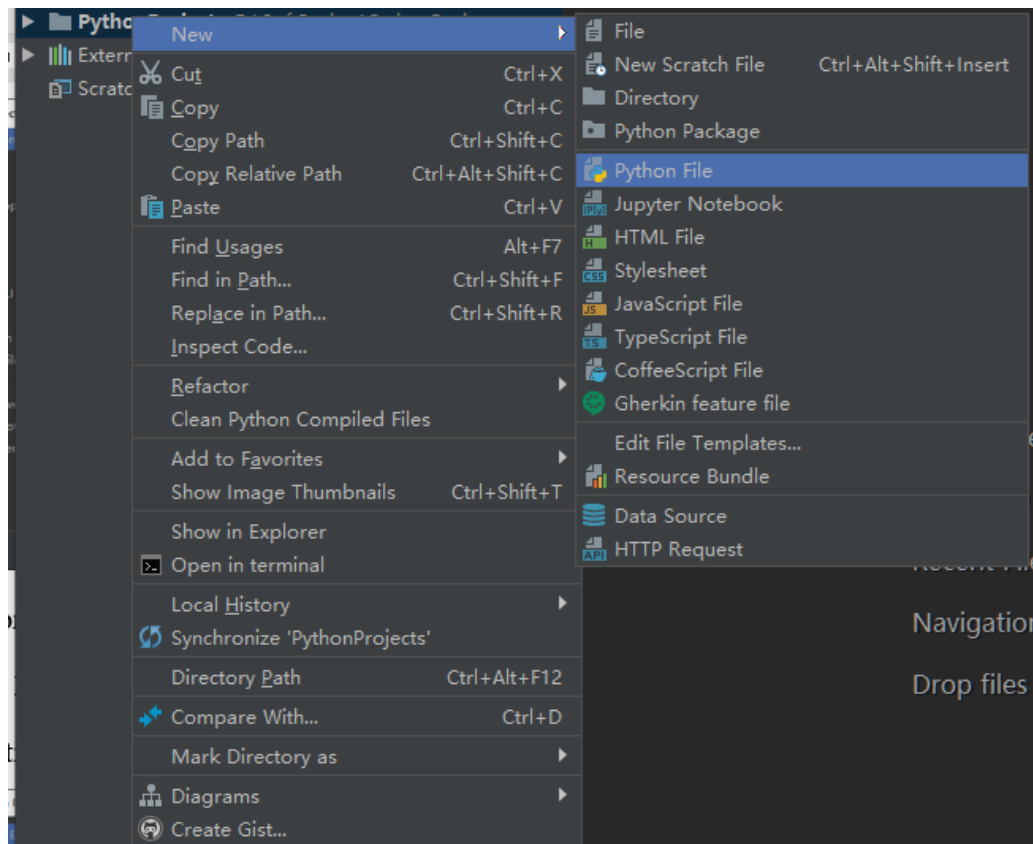 New
Cut Ctrl+X
Copy Ctrl+C
Copy Path Ctrl+Shift+C
Copy Relative Path Ctrl+Alt+Shift+C
Paste Ctrl+V
Find Usages Alt+F7
Find in Path... Ctrl+Shift+F
Replace in Path... Ctrl+Shift+R
Inspect Code...
Refactor
Clean Python Compiled Files
Add to Favorites
Show Image Thumbnails Ctrl+Shift+T
Show in Explorer
Open in terminal
Local History
Synchronize 'PythonProjects'
Directory Path Ctrl+Alt+F12
Compare With... Ctrl+D
Mark Directory as
Diagrams
Create Gist...
File
New Scratch File Ctrl+Alt+Shift+Insert
Directory
Python Package
Python File
Jupyter Notebook
HTML File
Stylesheet
JavaScript File
TypeScript File
CoffeeScript File
Gherkin feature file
Edit File Templates...
Resource Bundle
Data Source
HTTP Request
Drop files